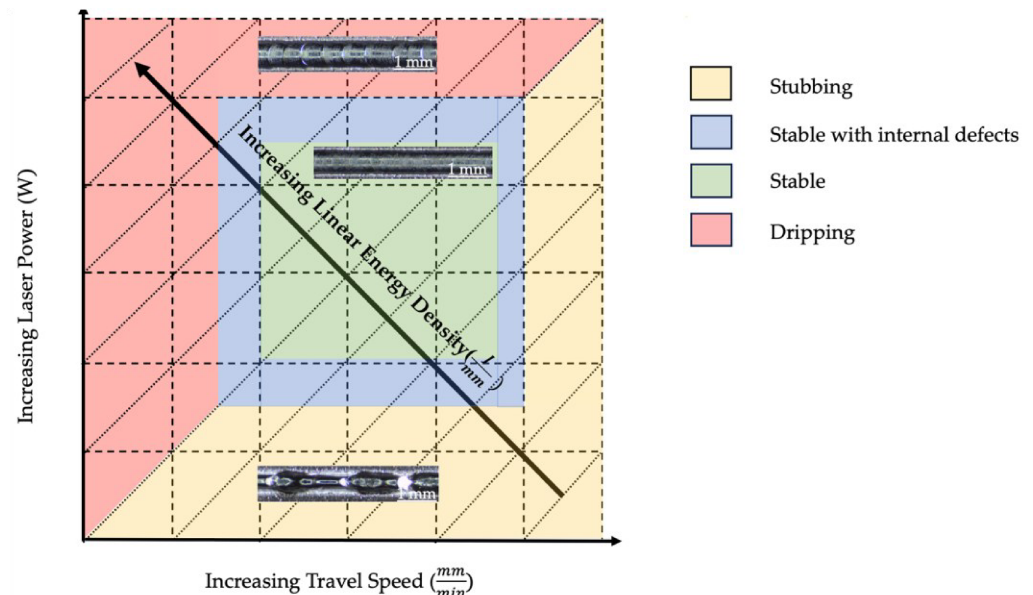 1 mm
Stubbing
Stable with internal defects
Stable
Dripping
Increasing Linear Energy Density(J/mm)
1 mm
1 mm
Increasing Laser Power (W)
Increasing Travel Speed (mm/min)